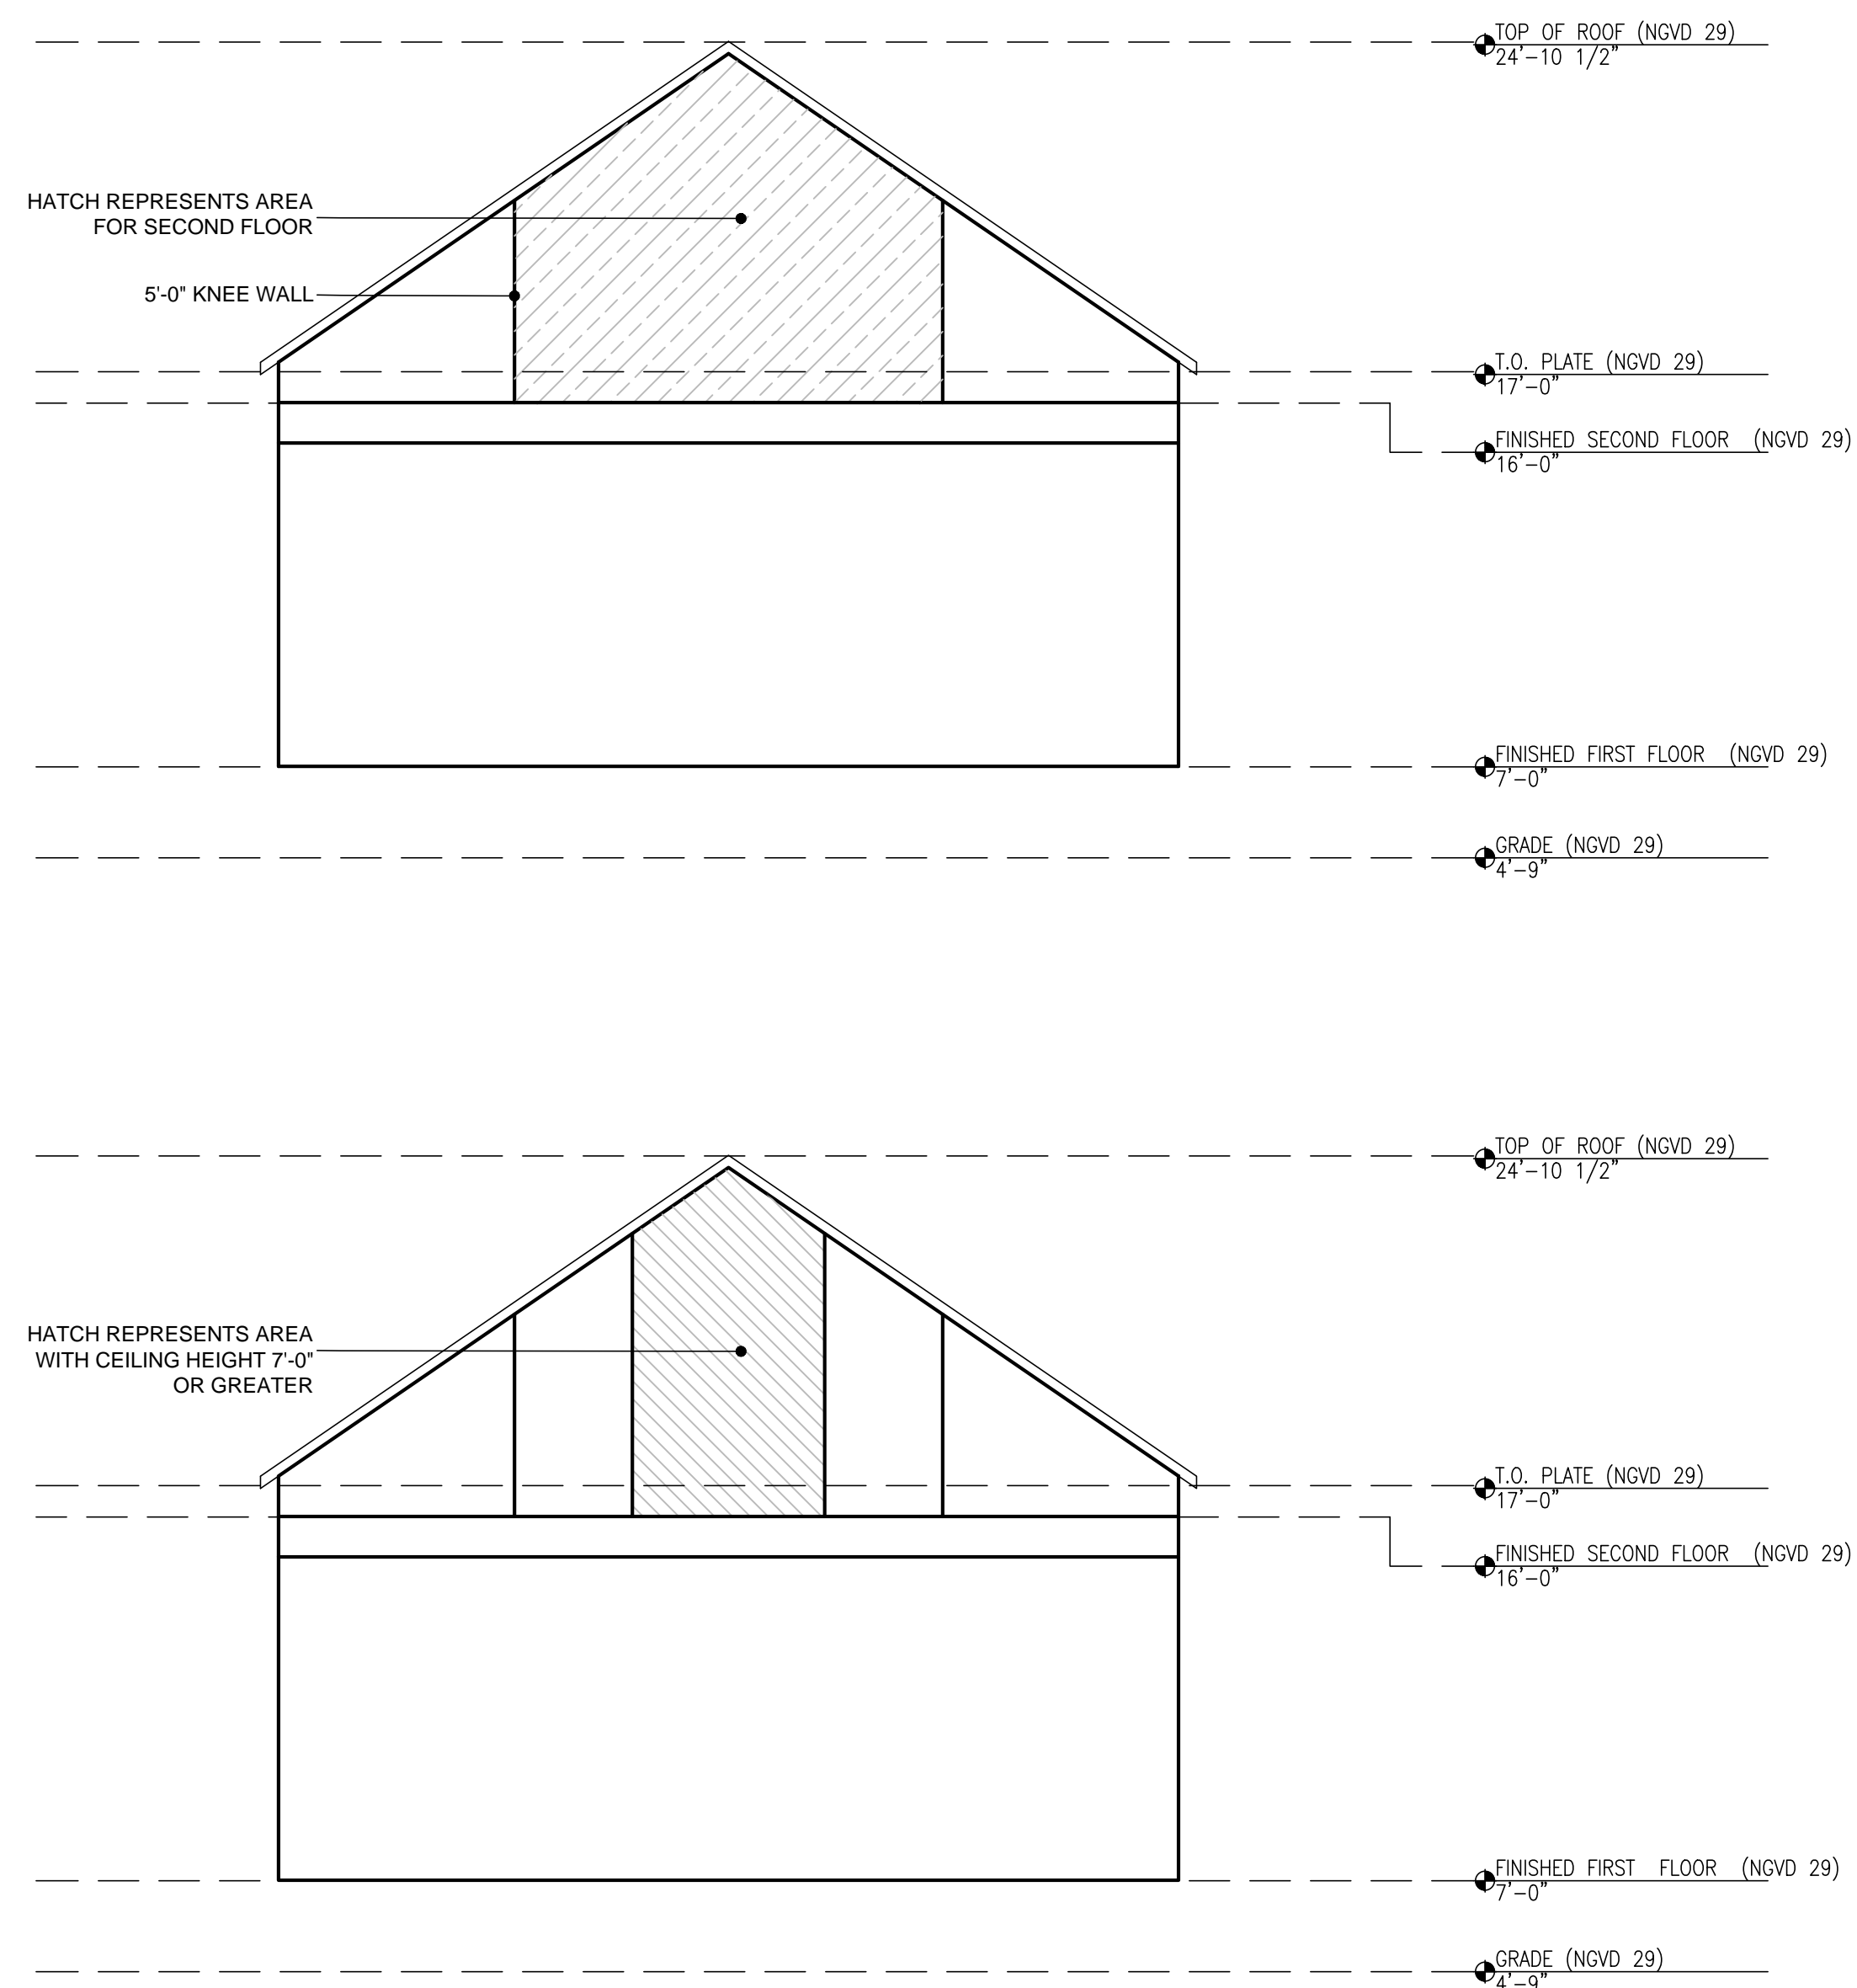 TOP OF ROOF (NGVD 29)
24'-10 1/2"
HATCH REPRESENTS AREA
FOR SECOND FLOOR
5'-0" KNEE WALL
T.O. PLATE (NGVD 29)
17'-0"
FINISHED SECOND FLOOR (NGVD 29)
16'-0"
FINISHED FIRST FLOOR (NGVD 29)
7'-0"
GRADE (NGVD 29)
4'-9"
TOP OF ROOF (NGVD 29)
24'-10 1/2"
HATCH REPRESENTS AREA
WITH CEILING HEIGHT 7'-0"
OR GREATER
T.O. PLATE (NGVD 29)
17'-0"
FINISHED SECOND FLOOR (NGVD 29)
16'-0"
FINISHED FIRST FLOOR (NGVD 29)
7'-0"
GRADE (NGVD 29)
4'-9"